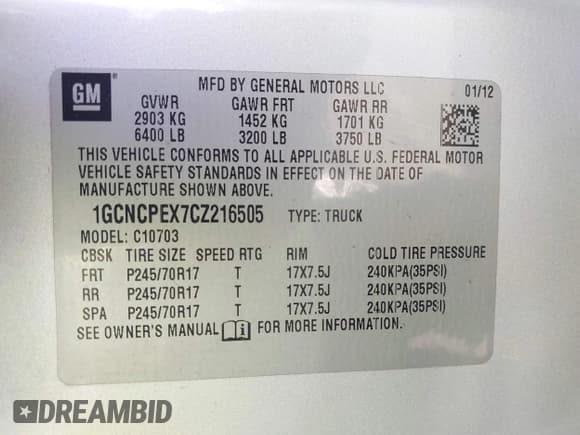 GM
MFD BY GENERAL MOTORS LLC 01/12
GVWR GAWR FRT GAWR RR
2903 KG 1452 KG 1701 KG
6400 LB 3200 LB 3750 LB
THIS VEHICLE CONFORMS TO ALL APPLICABLE U.S. FEDERAL MOTOR
VEHICLE SAFETY STANDARDS IN EFFECT ON THE DATE OF
MANUFACTURE SHOWN ABOVE.
1GCNCPEX7CZ216505 TYPE: TRUCK
MODEL: C10703
CBSK TIRE SIZE SPEED RTG RIM COLD TIRE PRESSURE
FRT P245/70R17 T 17X7.5J 240KPA(35PSI)
RR P245/70R17 T 17X7.5J 240KPA(35PSI)
SPA P245/70R17 T 17X7.5J 240KPA(35PSI)
SEE OWNER'S MANUAL i FOR MORE INFORMATION.
DREAMBID